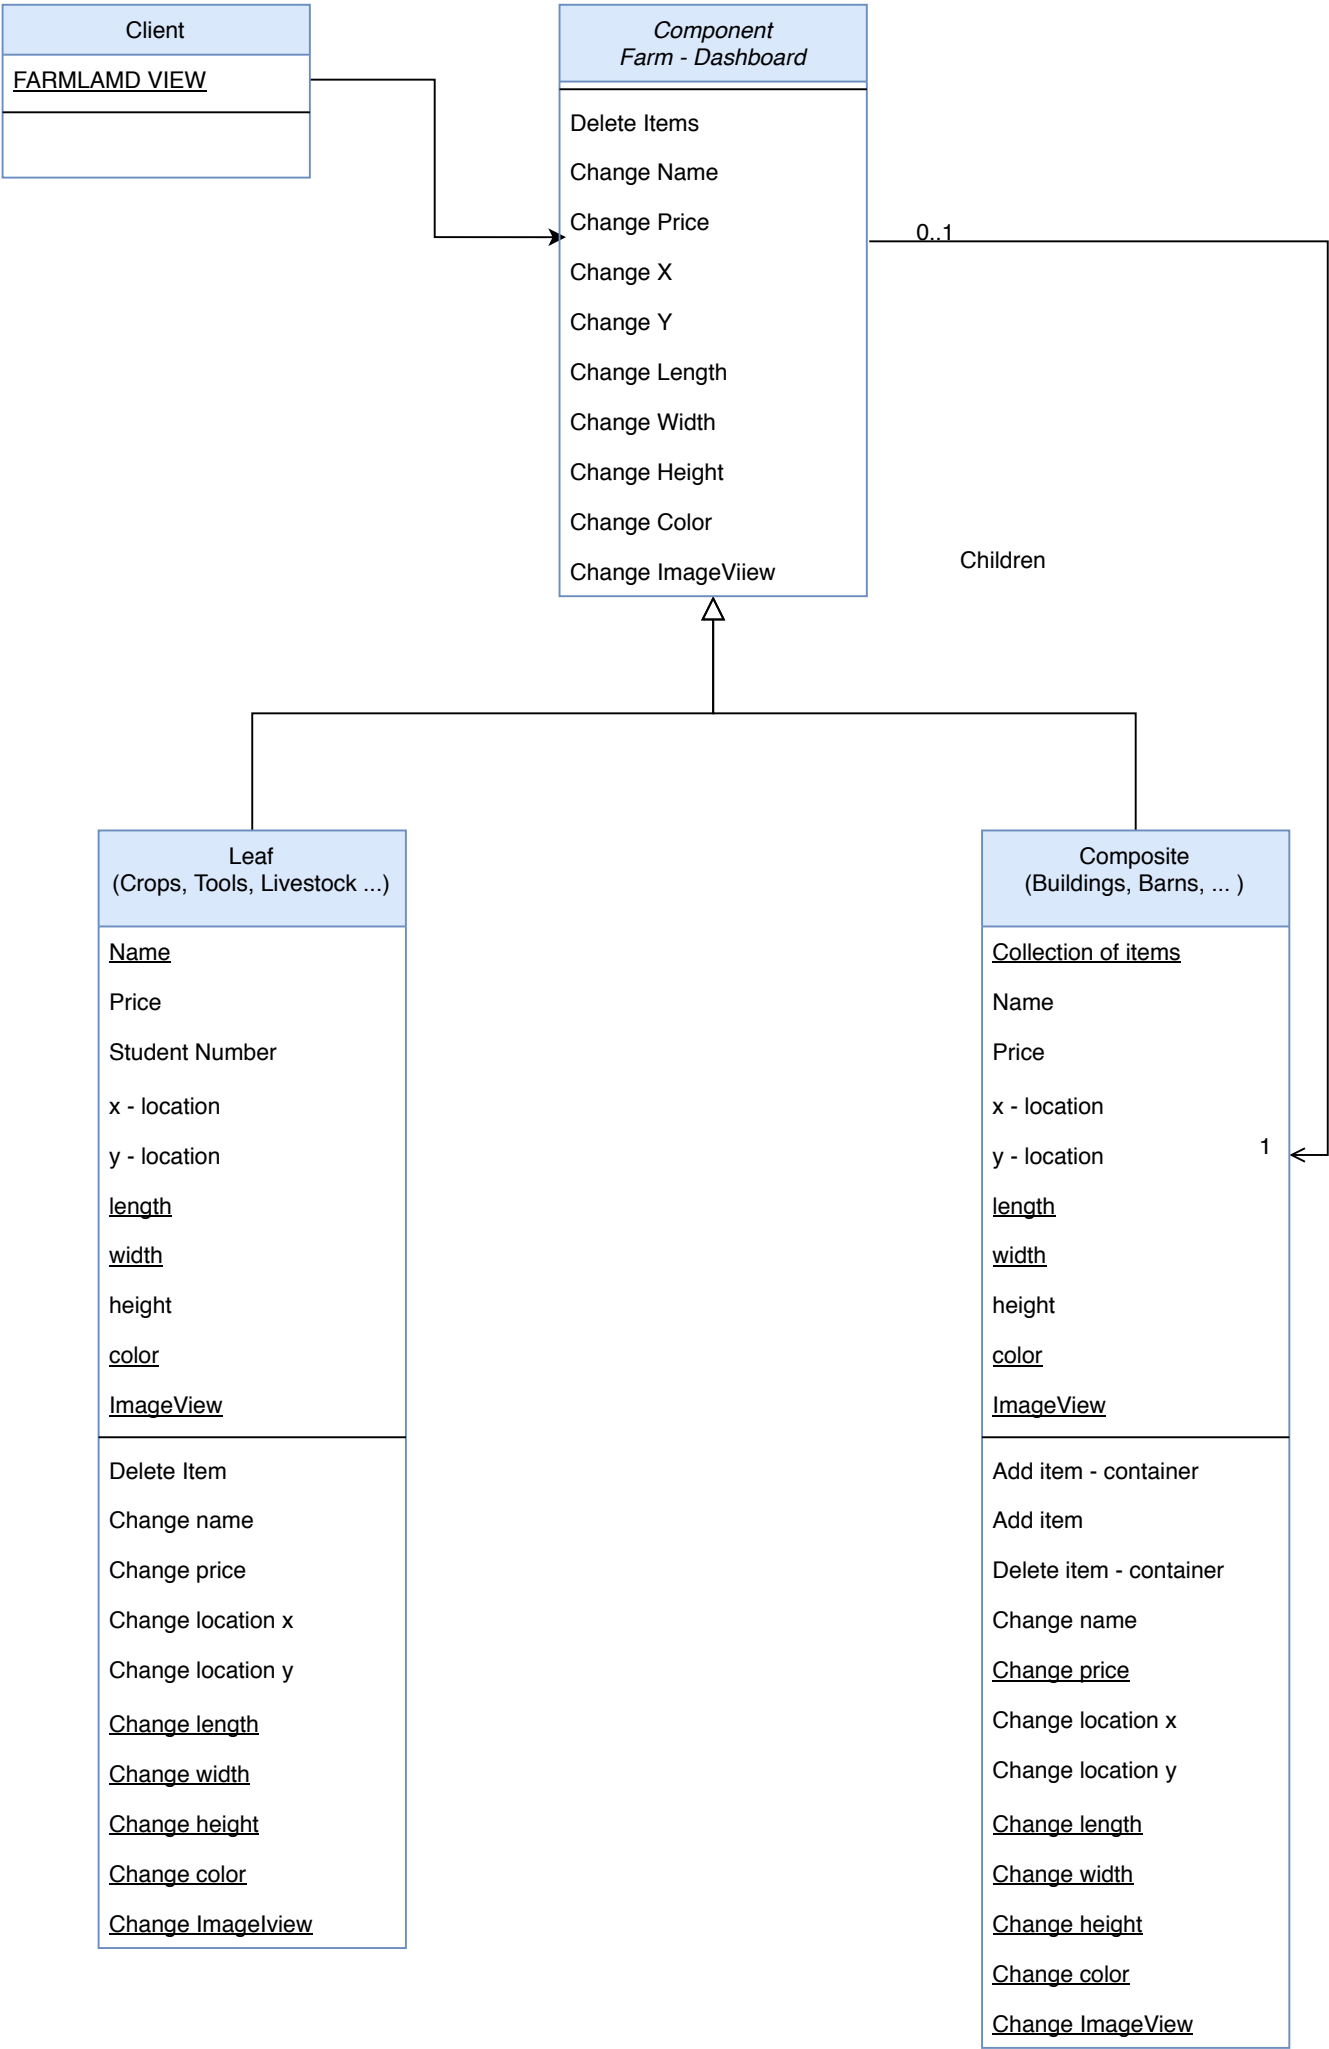 Client
FARMLAMD VIEW
Component
Farm - Dashboard
Delete Items
Change Name
Change Price
Change X
Change Y
Change Length
Change Width
Change Height
Change Color
Change ImageViiew
0..1
Children
Leaf
(Crops, Tools, Livestock ...)
Name
Price
Student Number
x - location
y - location
length
width
height
color
ImageView
Delete Item
Change name
Change price
Change location x
Change location y
Change length
Change width
Change height
Change color
Change ImageIview
Composite
(Buildings, Barns, ... )
Collection of items
Name
Price
x - location
y - location
1
length
width
height
color
ImageView
Add item - container
Add item
Delete item - container
Change name
Change price
Change location x
Change location y
Change length
Change width
Change height
Change color
Change ImageView